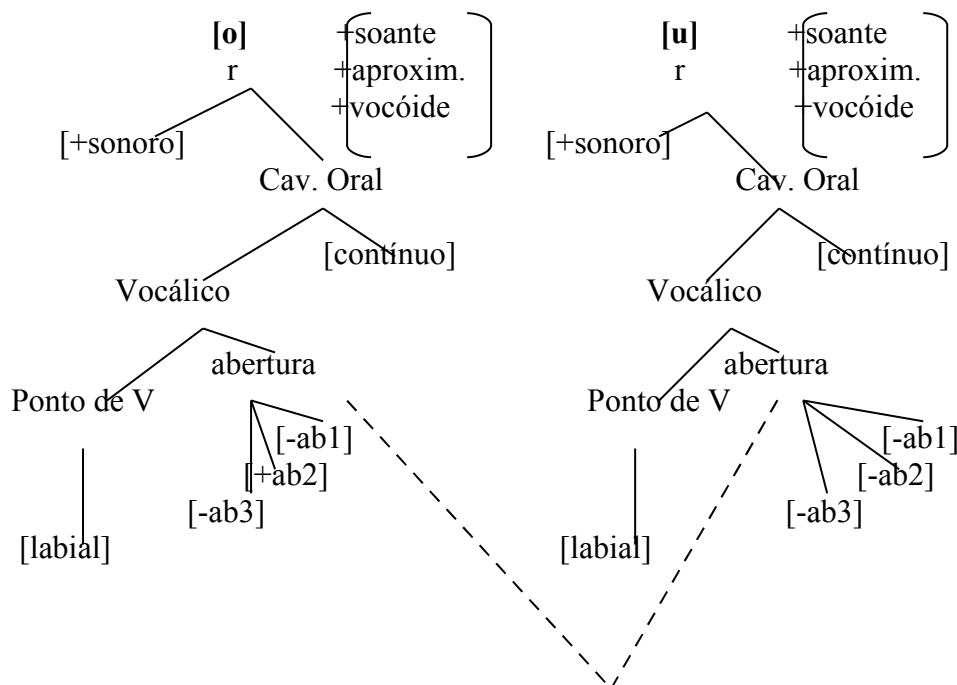 [o] +soante [u] +soante
r +aproxim. r +aproxim.
+vocóide +vocóide
[+sonoro] [+sonoro]
Cav. Oral Cav. Oral
[contínuo] [contínuo]
Vocálico Vocálico
abertura abertura
Ponto de V Ponto de V
[-ab1] [-ab1]
[+ab2] [-ab2]
[-ab3] [-ab3]
[labial] [labial]